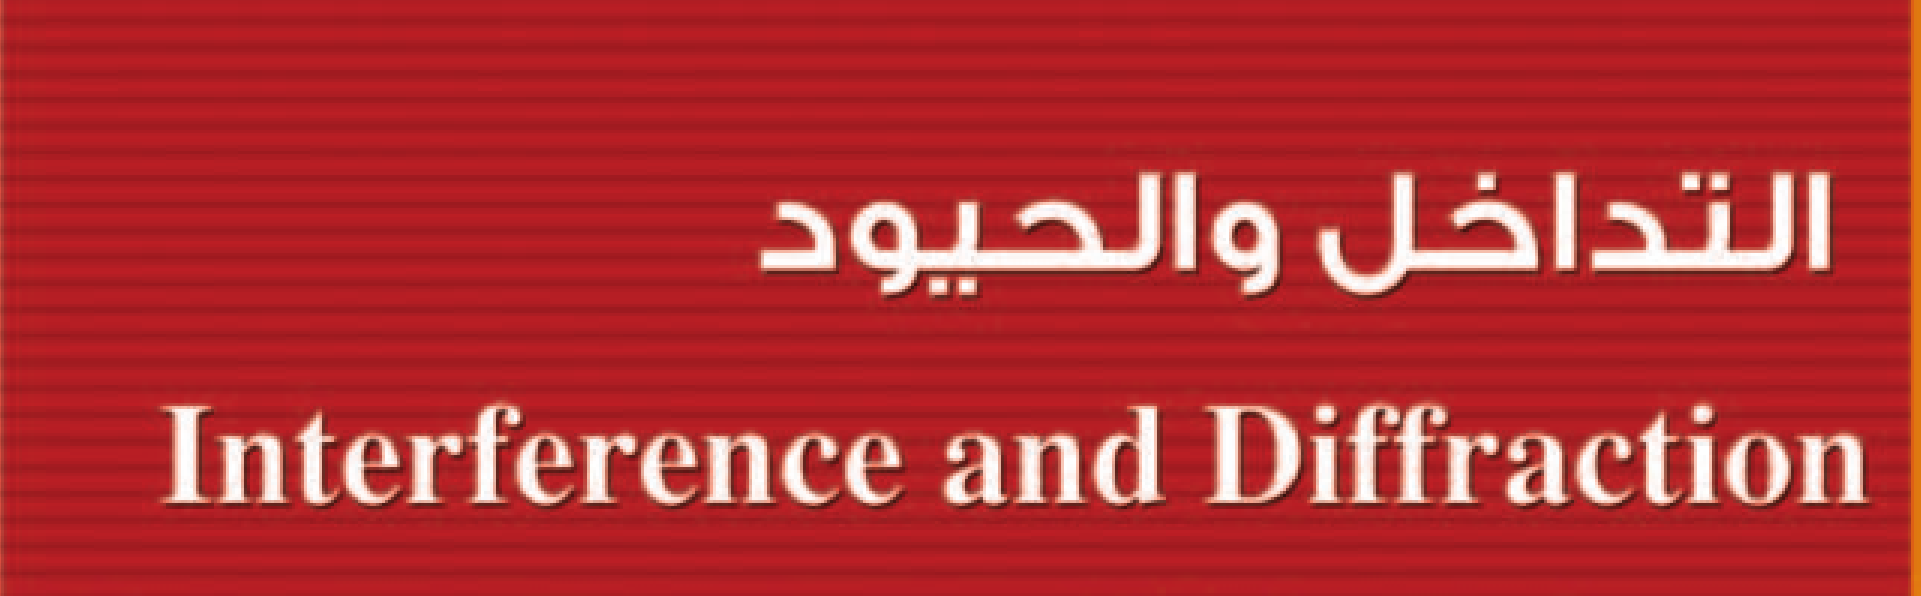 التداخل والحيود
Interference and Diffraction